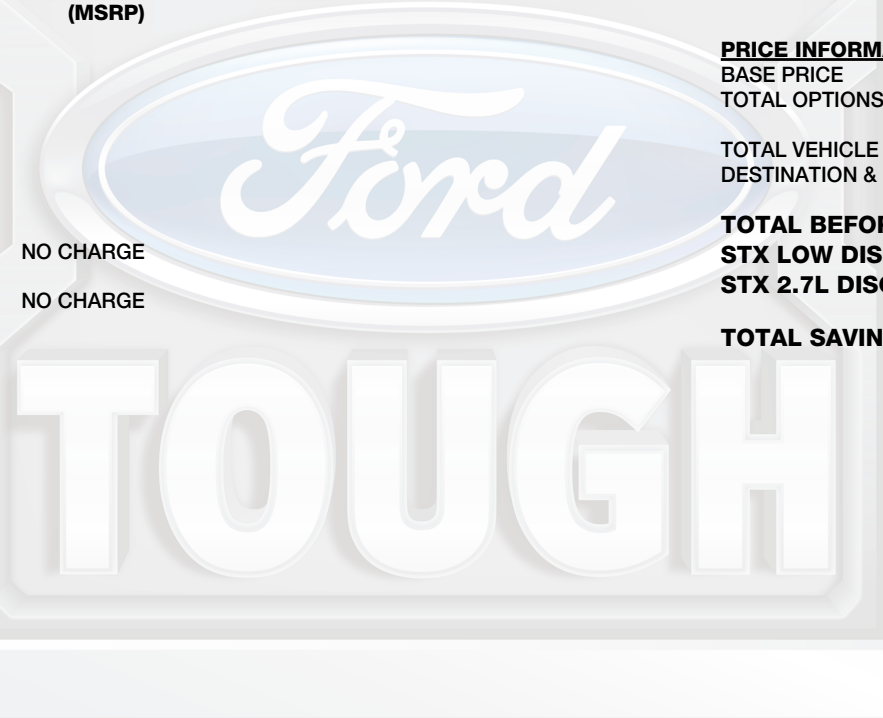 (MSRP)
NO CHARGE
NO CHARGE
PRICE INFORM
BASE PRICE
TOTAL OPTIONS
TOTAL VEHICLE
DESTINATION &
TOTAL BEFOR
STX LOW DIS
STX 2.7L DISC
TOTAL SAVIN
Ford
TOUGH